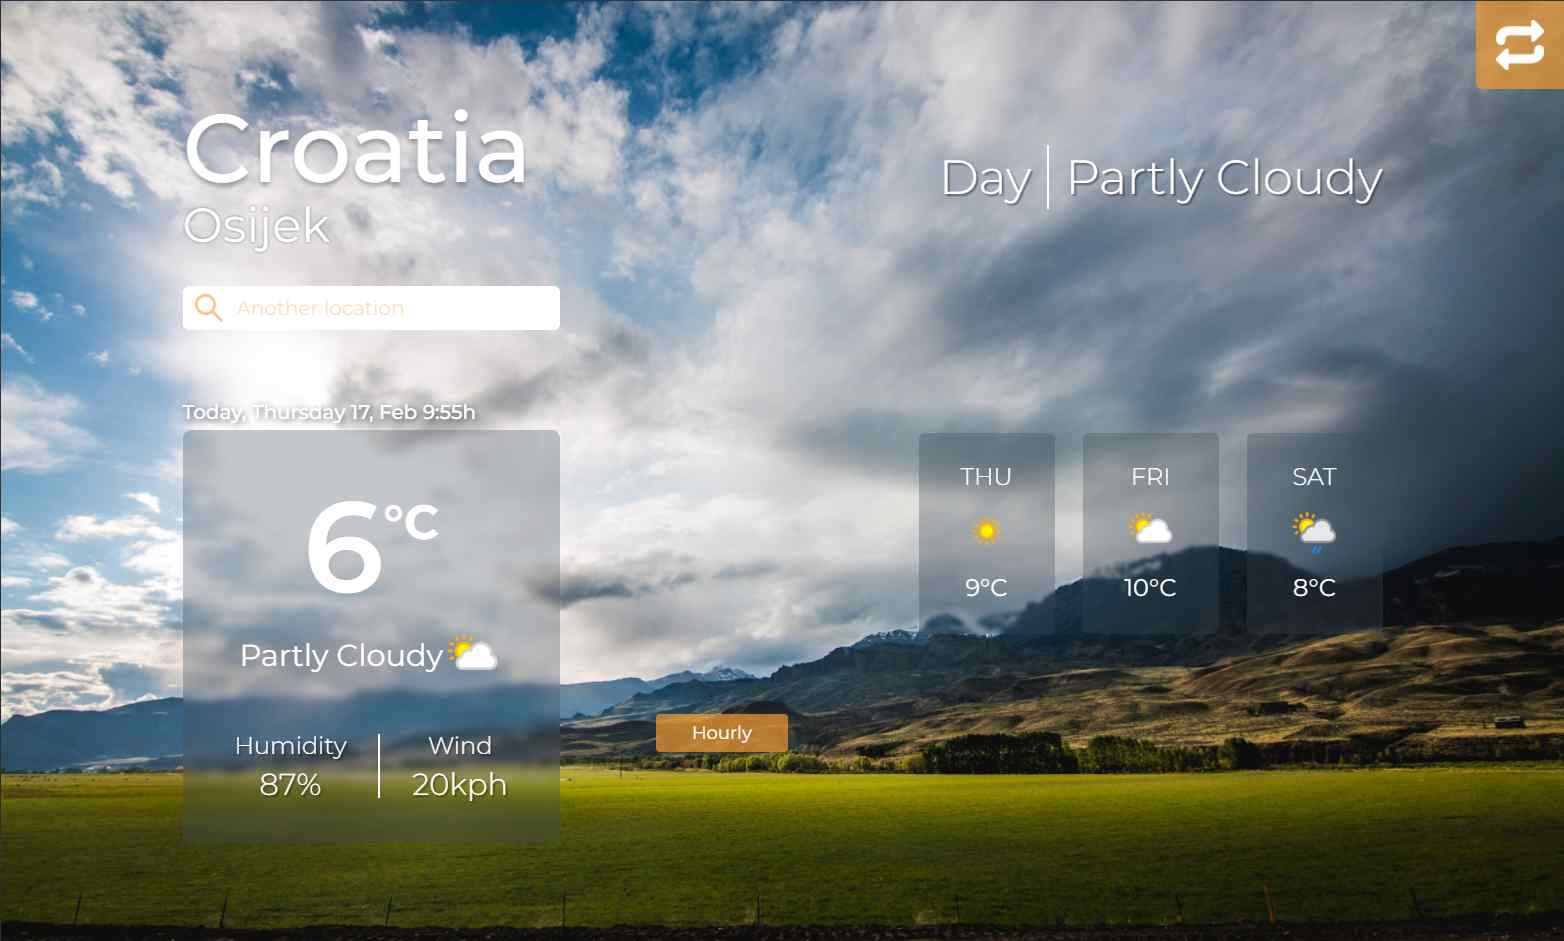 Croatia
Osijek
Day
Partly Cloudy
Another location
Today, Thursday 17, Feb 9:55h
6°C
Partly Cloudy
Humidity
87%
Wind
20kph
THU
9°C
FRI
10°C
SAT
8°C
Hourly